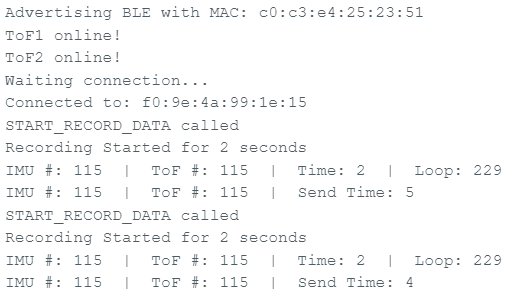 Advertising BLE with MAC: c0:c3:e4:25:23:51
ToF1 online!
ToF2 online!
Waiting connection...
Connected to: f0:9e:4a:99:1e:15
START_RECORD_DATA called
Recording Started for 2 seconds
IMU #: 115 | ToF #: 115 | Time: 2 | Loop: 229
IMU #: 115 | ToF #: 115 | Send Time: 5
START_RECORD_DATA called
Recording Started for 2 seconds
IMU #: 115 | ToF #: 115 | Time: 2 | Loop: 229
IMU #: 115 | ToF #: 115 | Send Time: 4